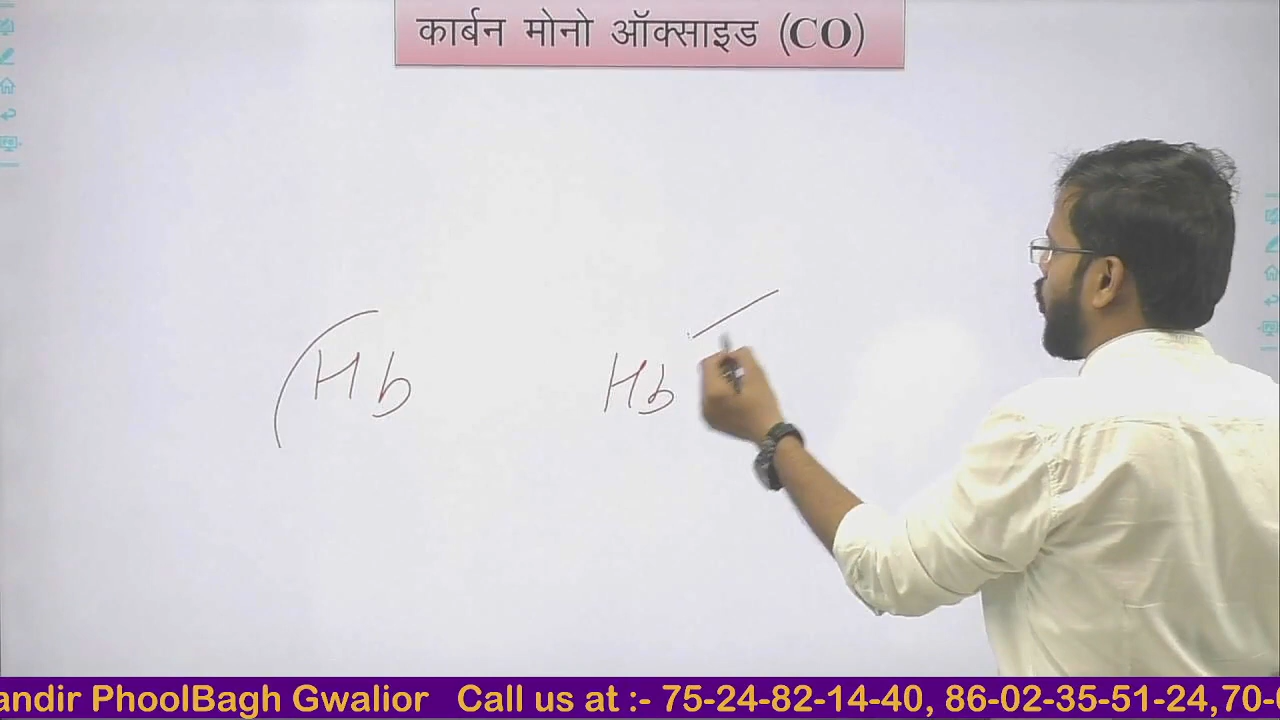 कार्बन मोनो ऑक्साइड (CO)
Hb Hb
andir PhoolBagh Gwalior Call us at :- 75-24-82-14-40, 86-02-35-51-24,70-